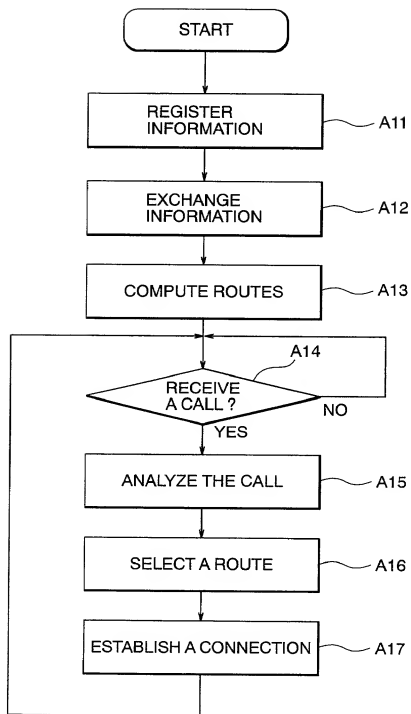 START
REGISTER
INFORMATION
A11
EXCHANGE
INFORMATION
A12
COMPUTE ROUTES
A13
A14
RECEIVE
A CALL ?
NO
YES
ANALYZE THE CALL
A15
SELECT A ROUTE
A16
ESTABLISH A CONNECTION
A17